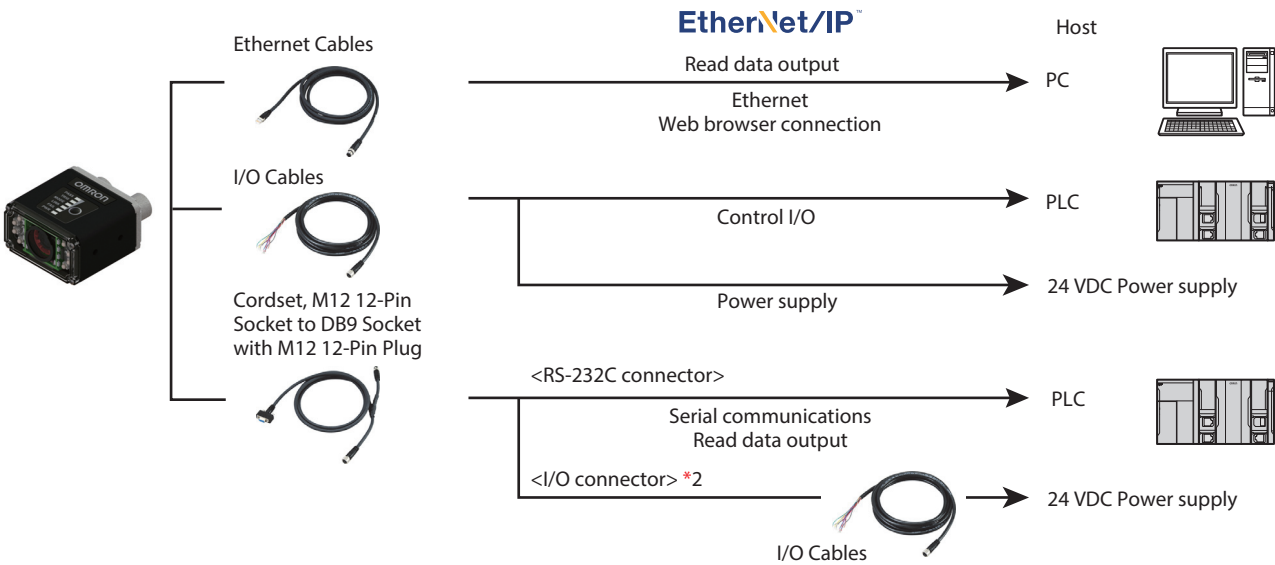 EtherNet/IP™
Host
Ethernet Cables
Read data output
PC
Ethernet
Web browser connection
OMRON
I/O Cables
Control I/O
PLC
Power supply
24 VDC Power supply
Cordset, M12 12-Pin
Socket to DB9 Socket
with M12 12-Pin Plug
<RS-232C connector>
PLC
Serial communications
Read data output
<I/O connector> *2
24 VDC Power supply
I/O Cables